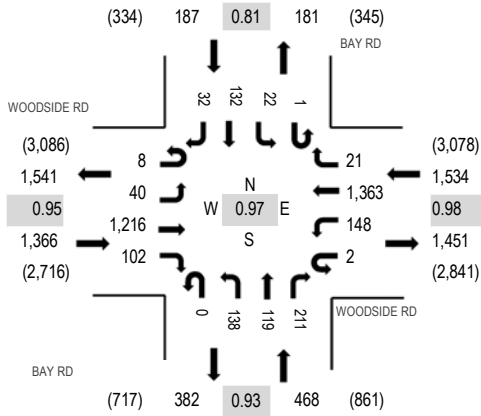 (334) 187 0.81 181 (345)
BAY RD
WOODSIDE RD
32 132 22 1
(3,086) (3,078)
8 21
1,541 1,534
40 N 1,363
0.95 W 0.97 E 0.98
1,216 S 148
1,366 1,451
102 2
(2,716) (2,841)
0 138 119 211
WOODSIDE RD
BAY RD
(717) 382 0.93 468 (861)